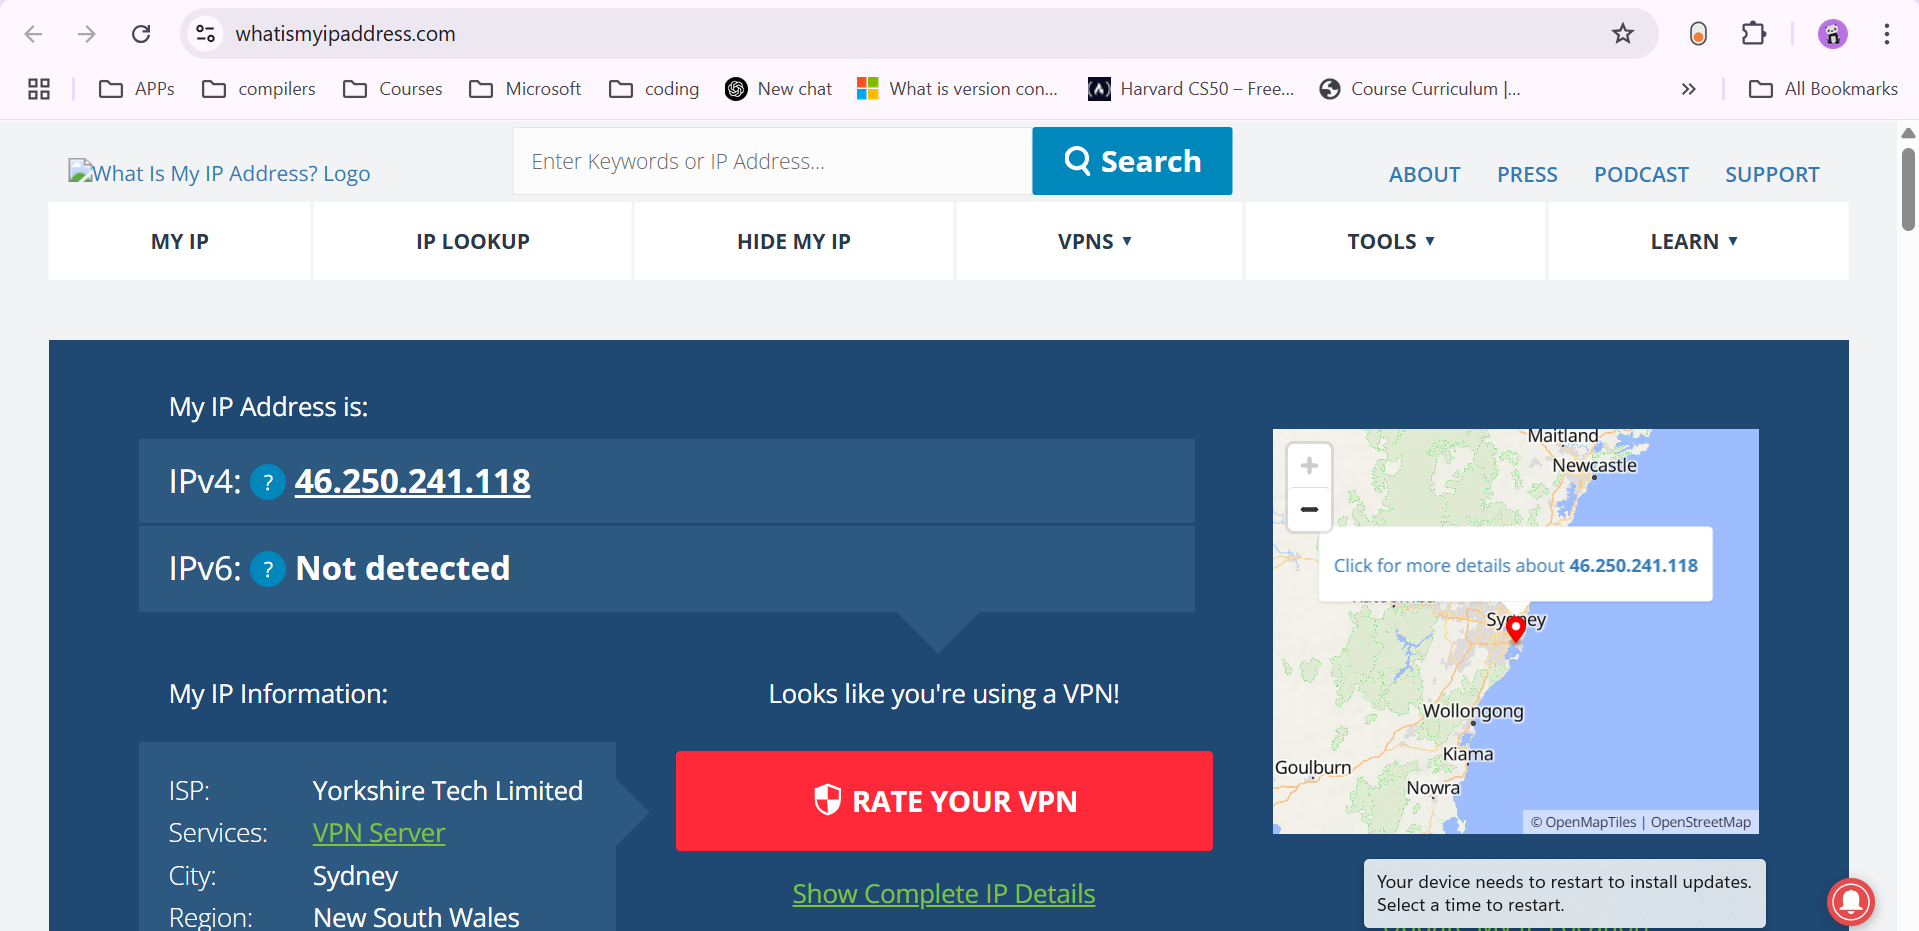 whatismyipaddress.com
APPs
compilers
Courses
Microsoft
coding
New chat
What is version con...
Harvard CS50 – Free...
Course Curriculum |...
All Bookmarks
What Is My IP Address? Logo
Enter Keywords or IP Address...
Search
ABOUT
PRESS
PODCAST
SUPPORT
MY IP
IP LOOKUP
HIDE MY IP
VPNS
TOOLS
LEARN
My IP Address is:
IPv4: ? 46.250.241.118
IPv6: ? Not detected
My IP Information:
Looks like you're using a VPN!
ISP: Yorkshire Tech Limited
Services: VPN Server
City: Sydney
Region: New South Wales
RATE YOUR VPN
Show Complete IP Details
Maitland
Newcastle
Click for more details about 46.250.241.118
Sydney
Wollongong
Kiama
Goulburn
Nowra
© OpenMapTiles | OpenStreetMap
Your device needs to restart to install updates.
Select a time to restart.